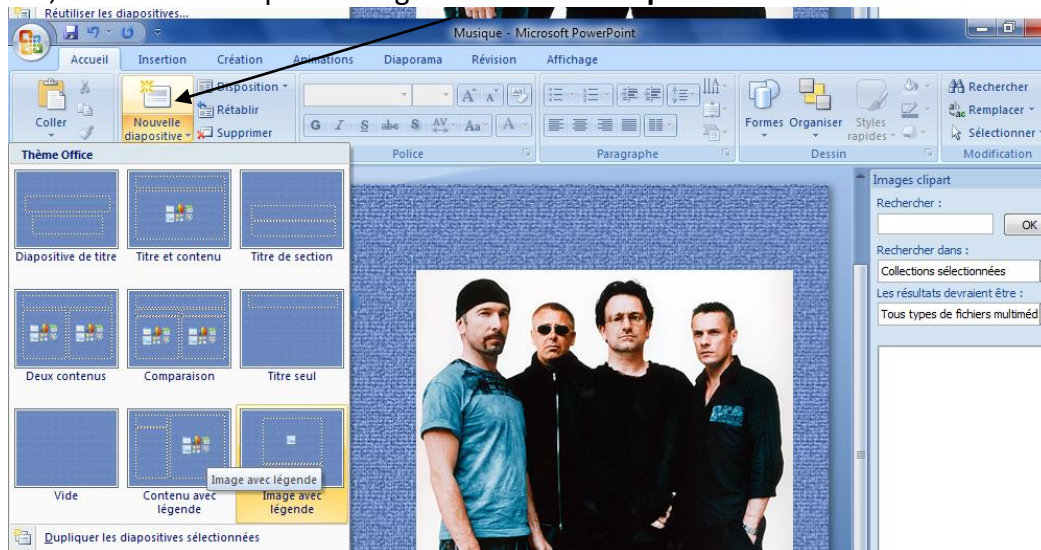 Réutiliser les diapositives...
Musique - Microsoft PowerPoint
Accueil Insertion Création Animations Diaporama Révision Affichage
Coller
Nouvelle diapositive
Disposition
Rétablir
Supprimer
G I S abc S AV Aa A
A A
Formes Organiser Styles rapides
Rechercher
Remplacer
Sélectionner
Police Paragraphe Dessin Modification
Thème Office
Diapositive de titre Titre et contenu Titre de section
Deux contenus Comparaison Titre seul
Image avec légende
Vide Contenu avec légende Image avec légende
Dupliquer les diapositives sélectionnées
Images clipart
Rechercher :
OK
Rechercher dans :
Collections sélectionnées
Les résultats devraient être :
Tous types de fichiers multiméd